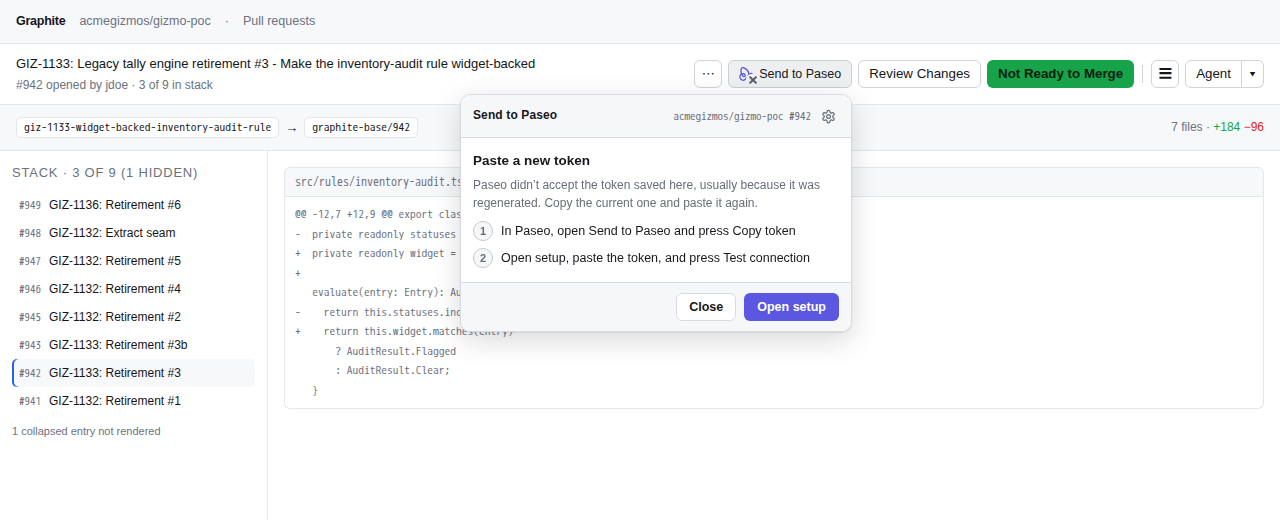 Graphite acmegizmos/gizmo-poc · Pull requests
GIZ-1133: Legacy tally engine retirement #3 - Make the inventory-audit rule widget-backed
#942 opened by jdoe · 3 of 9 in stack
··· Send to Paseo Review Changes Not Ready to Merge Agent
giz-1133-widget-backed-inventory-audit-rule → graphite-base/942
7 files · +184 −96
STACK · 3 OF 9 (1 HIDDEN)
#949 GIZ-1136: Retirement #6
#948 GIZ-1132: Extract seam
#947 GIZ-1132: Retirement #5
#946 GIZ-1132: Retirement #4
#945 GIZ-1132: Retirement #2
#943 GIZ-1133: Retirement #3b
#942 GIZ-1133: Retirement #3
#941 GIZ-1132: Retirement #1
1 collapsed entry not rendered
src/rules/inventory-audit.ts
@@ -12,7 +12,9 @@ export clas
- private readonly statuses
+ private readonly widget =
+
evaluate(entry: Entry): Au
- return this.statuses.inc
+ return this.widget.matches(entry)
? AuditResult.Flagged
: AuditResult.Clear;
}
Send to Paseo acmegizmos/gizmo-poc #942
Paste a new token
Paseo didn’t accept the token saved here, usually because it was
regenerated. Copy the current one and paste it again.
1 In Paseo, open Send to Paseo and press Copy token
2 Open setup, paste the token, and press Test connection
Close Open setup